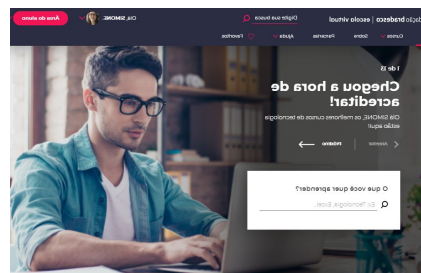 dação bradesco | escola virtual
Digite sua busca
Olá, SIMONE.
Área do aluno
Cursos
Sobre
Parcerias
Ajuda
Favoritos
1 de 15
Chegou a hora de
acreditar!
Olá SIMONE, os melhores cursos de tecnologia
estão aqui!
Anterior
PRÓXIMO
O que você quer aprender?
Ex: Tecnologia, Excel...